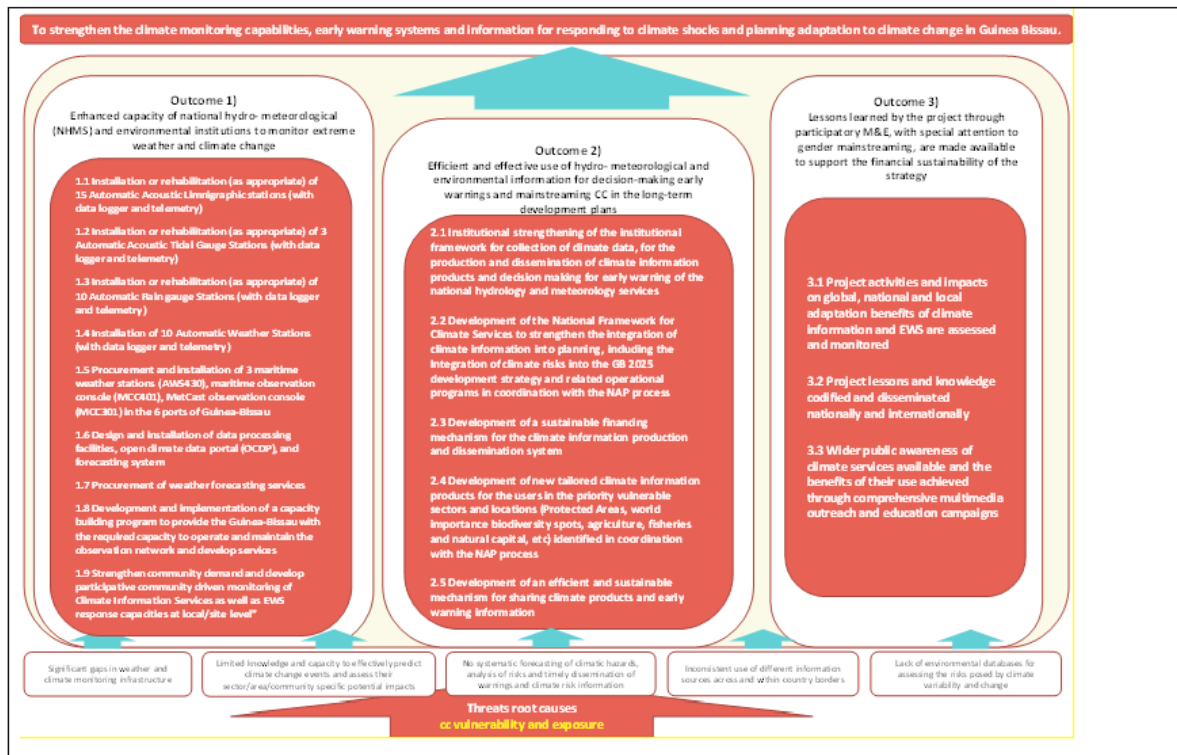 To strengthen the climate monitoring capabilities, early warning systems and information for responding to climate shocks and planning adaptation to climate change in Guinea Bissau.
Outcome 1)
Enhanced capacity of national hydro- meteorological
(NHMS) and environmental institutions to monitor extreme
weather and climate change
1.1 Installation or rehabilitation (as appropriate) of
15 Automatic Acoustic Limnigraphic stations (with
data logger and telemetry)
1.2 Installation or rehabilitation (as appropriate) of 3
Automatic Acoustic Tidal Gauge Stations (with data
logger and telemetry)
1.3 Installation or rehabilitation (as appropriate) of
10 Automatic Rain gauge Stations (with data logger
and telemetry)
1.4 Installation of 10 Automatic Weather Stations
(with data logger and telemetry)
1.5 Procurement and installation of 3 maritime
weather stations (AWS430), maritime observation
console (MCC401), MetCast observation console
(MCC301) in the 6 ports of Guinea-Bissau
1.6 Design and installation of data processing
facilities, open climate data portal (OCDP), and
forecasting system
1.7 Procurement of weather forecasting services
1.8 Development and implementation of a capacity
building program to provide the Guinea-Bissau with
the required capacity to operate and maintain the
observation network and develop services
1.9 Strengthen community demand and develop
participative community driven monitoring of
Climate Information Services as well as EWS
response capacities at local/site level"
Outcome 2)
Efficient and effective use of hydro- meteorological and
environmental information for decision-making early
warnings and mainstreaming CC in the long-term
development plans
2.1 Institutional strengthening of the institutional
framework for collection of climate data, for the
production and dissemination of climate information
products and decision making for early warning of the
national hydrology and meteorology services
2.2 Development of the National Framework for
Climate Services to strengthen the integration of
climate information into planning, including the
integration of climate risks into the GB 2025
development strategy and related operational
programs in coordination with the NAP process
2.3 Development of a sustainable financing
mechanism for the climate information production
and dissemination system
2.4 Development of new tailored climate information
products for the users in the priority vulnerable
sectors and locations (Protected Areas, world
importance biodiversity spots, agriculture, fisheries
and natural capital, etc) identified in coordination
with the NAP process
2.5 Development of an efficient and sustainable
mechanism for sharing climate products and early
warning information
Outcome 3)
Lessons learned by the project through
participatory M&E, with special attention to
gender mainstreaming, are made available
to support the financial sustainability of the
strategy
3.1 Project activities and impacts
on global, national and local
adaptation benefits of climate
information and EWS are assessed
and monitored
3.2 Project lessons and knowledge
codified and disseminated
nationally and internationally
3.3 Wider public awareness of
climate services available and the
benefits of their use achieved
through comprehensive multimedia
outreach and education campaigns
Significant gaps in weather and
climate monitoring infrastructure
Limited knowledge and capacity to effectively predict
climate change events and assess their
sector/area/community specific potential impacts
No systematic forecasting of climatic hazards,
analysis of risks and timely dissemination of
warnings and climate risk information
Inconsistent use of different information
sources across and within country borders
Lack of environmental databases for
assessing the risks posed by climate
variability and change
Threats root causes
cc vulnerability and exposure